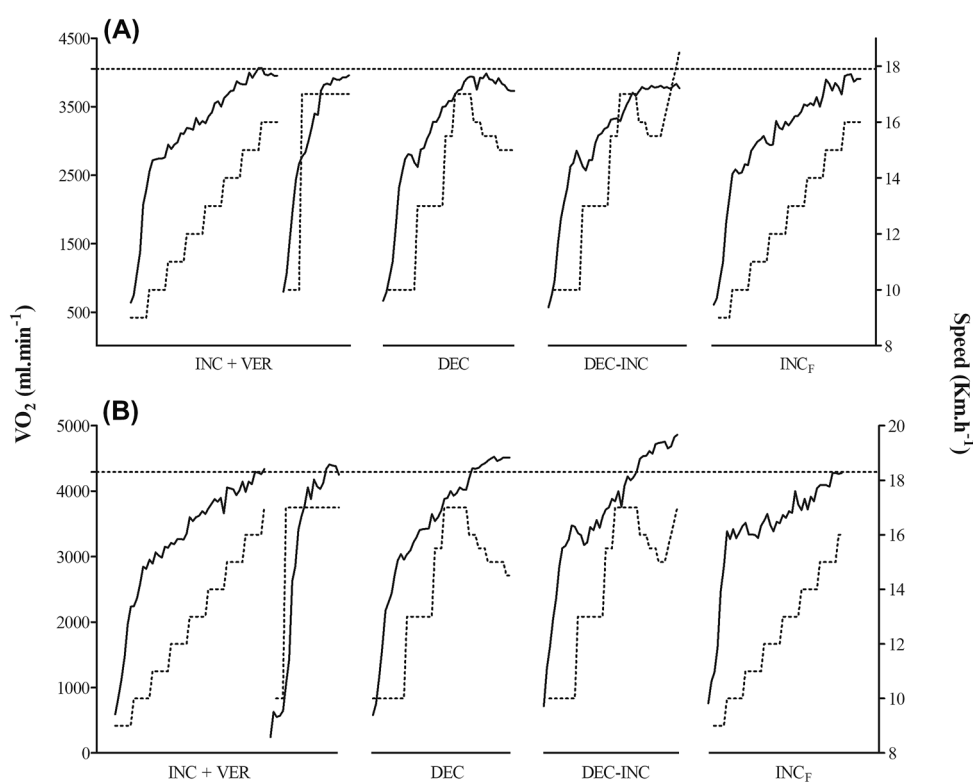 (A)
4500
3500
2500
1500
500
18
16
14
12
10
8
INC + VER
DEC
DEC-INC
INC_F
VO₂ (ml.min⁻¹)
Speed (Km.h⁻¹)
(B)
5000
4000
3000
2000
1000
0
20
18
16
14
12
10
8
INC + VER
DEC
DEC-INC
INC_F